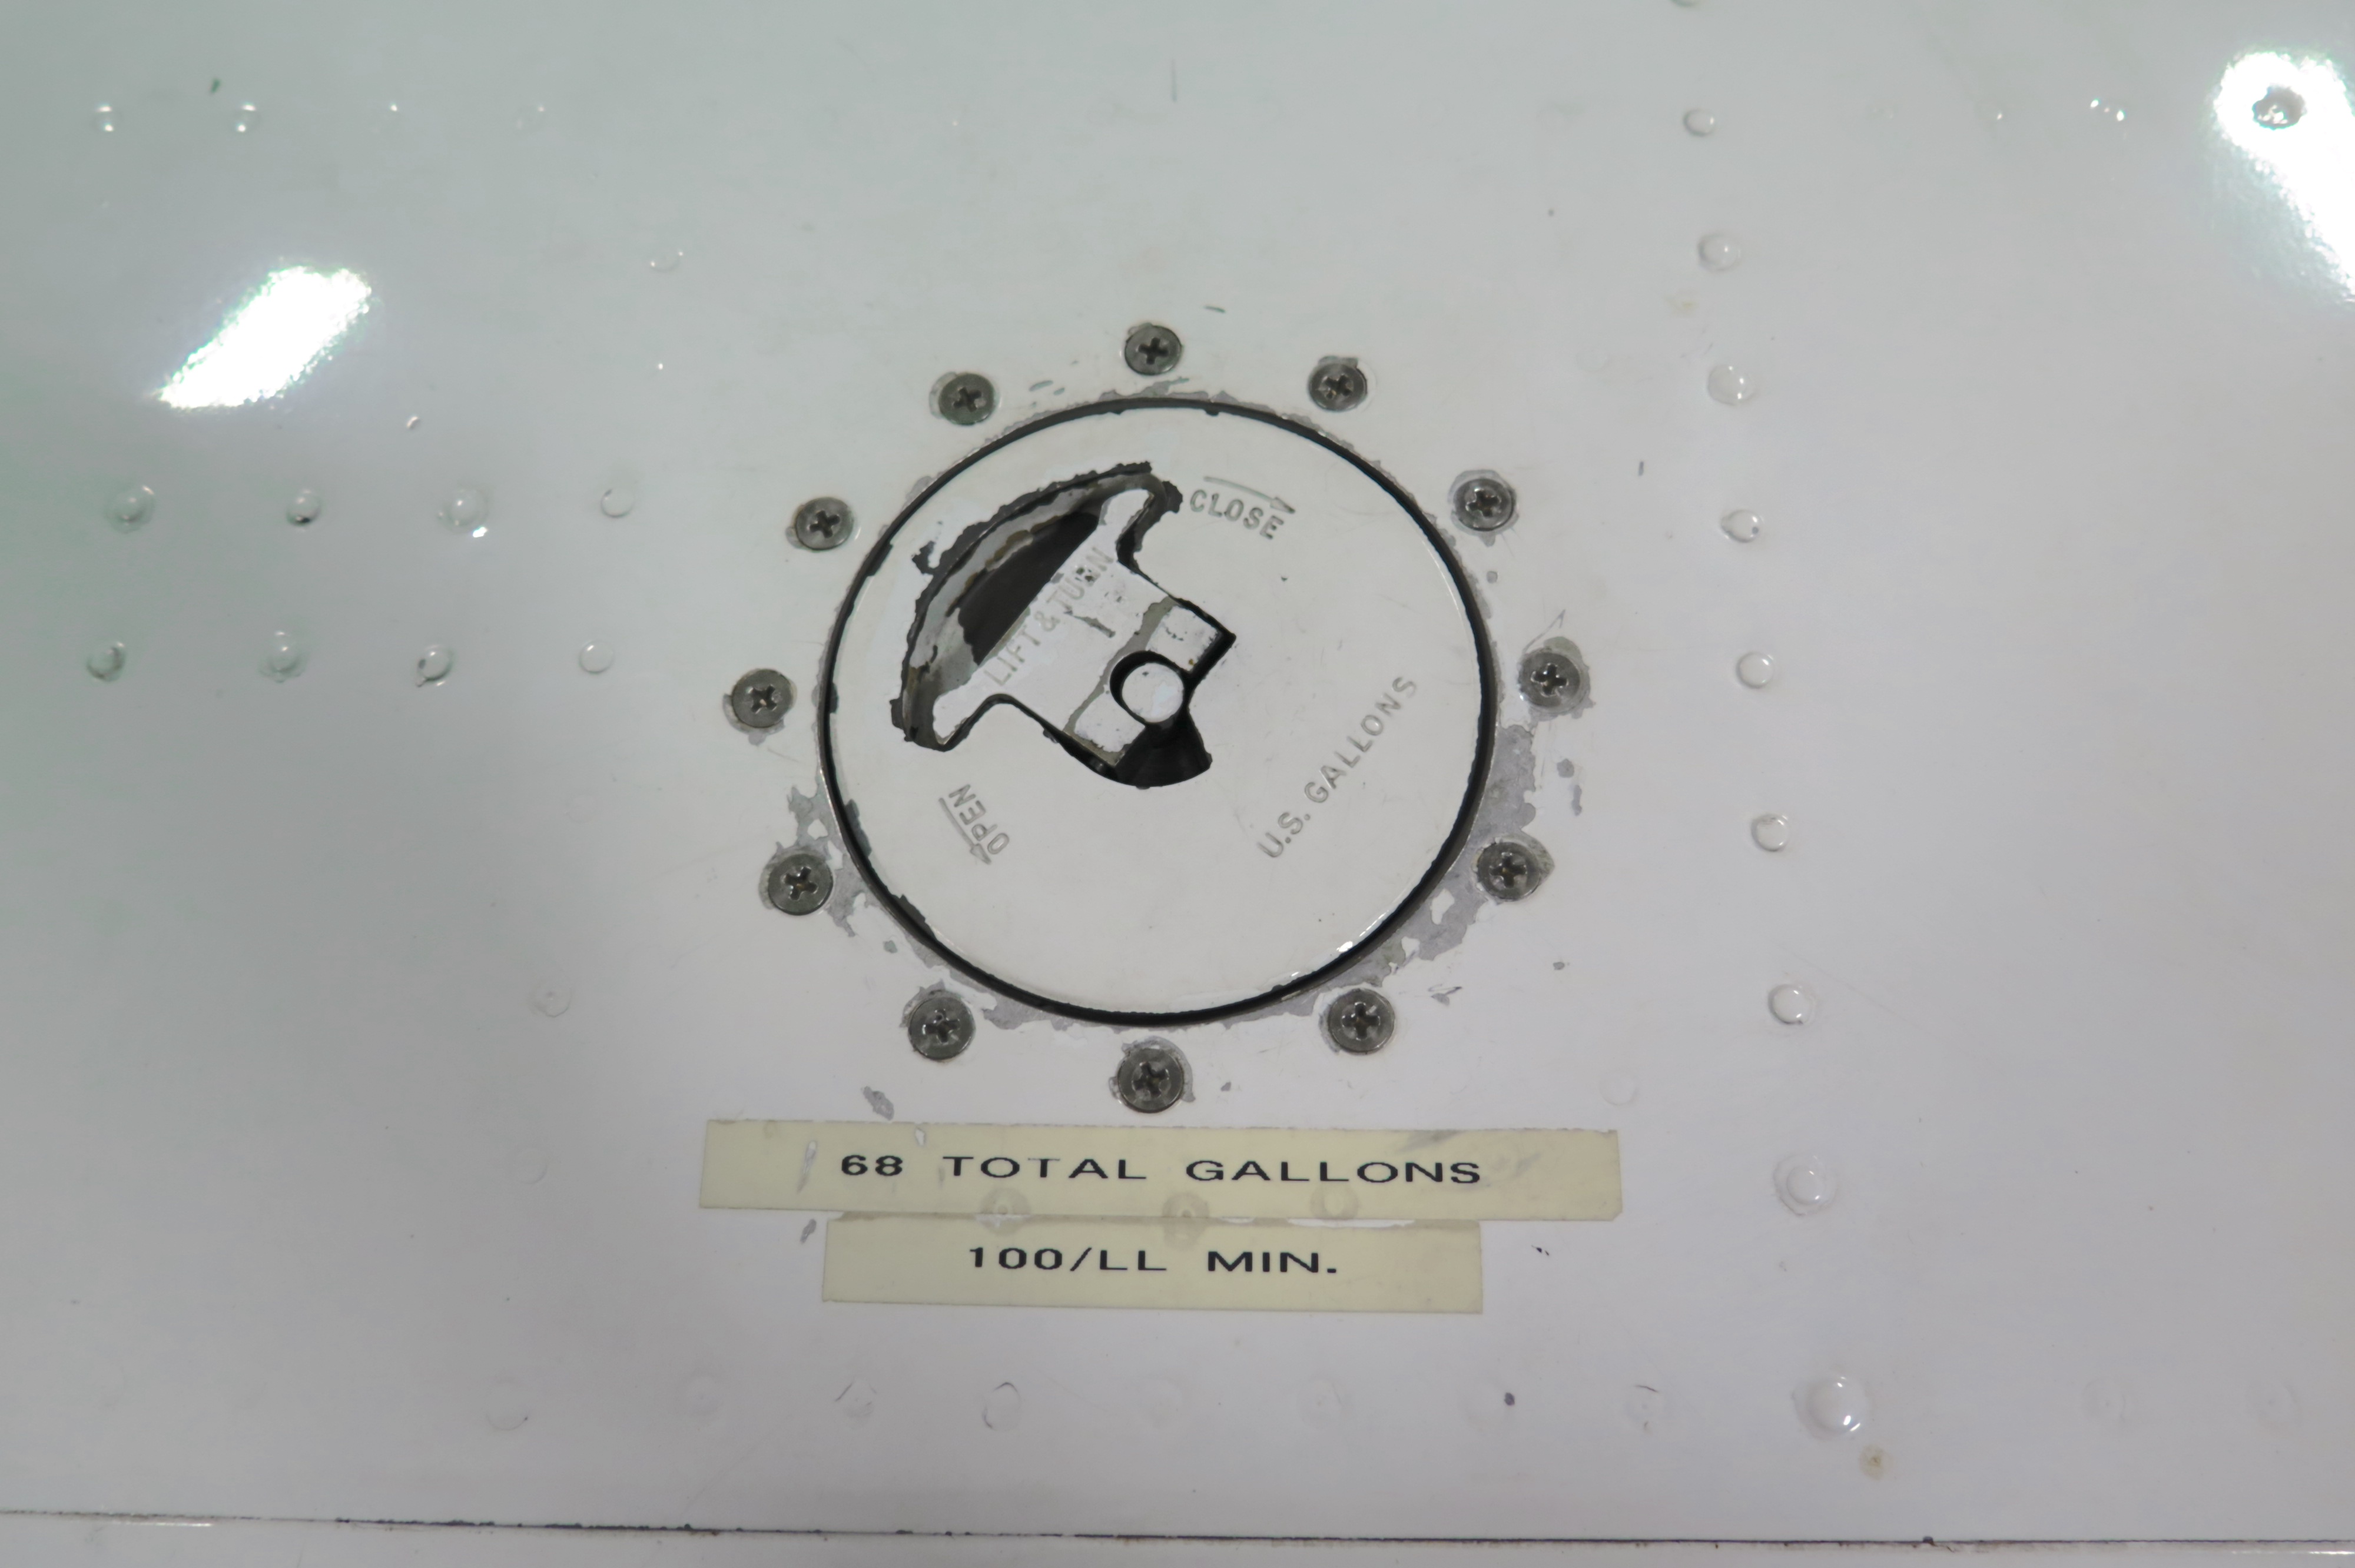 CLOSE
LIFT & TURN
OPEN
U.S. GALLONS
68 TOTAL GALLONS
100/LL MIN.